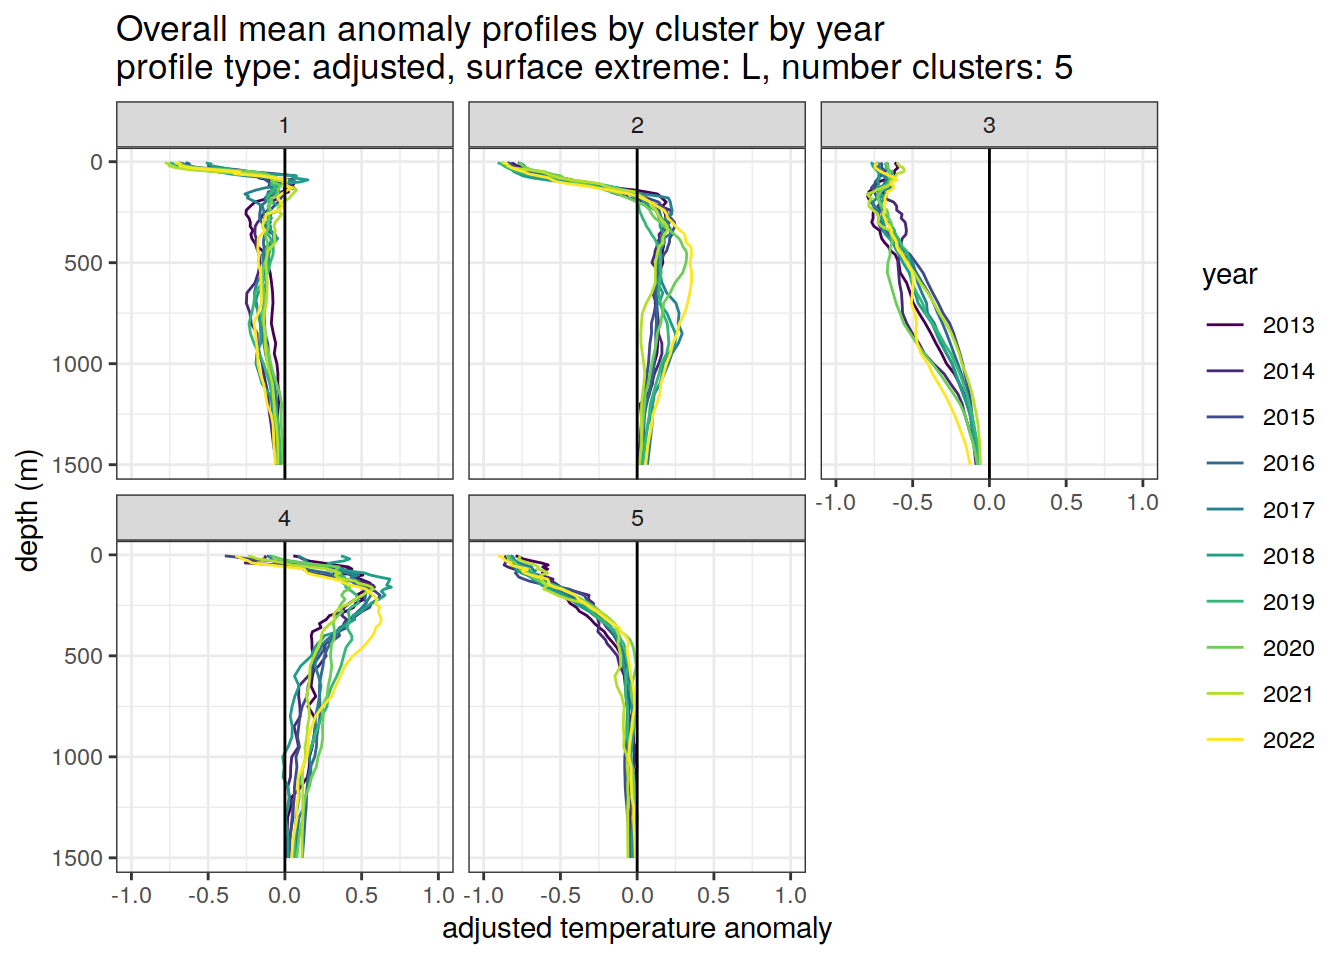 Overall mean anomaly profiles by cluster by year
profile type: adjusted, surface extreme: L, number clusters: 5
1
2
3
0
500
1000
1500
-1.0 -0.5 0.0 0.5 1.0
4
5
0
500
1000
1500
-1.0 -0.5 0.0 0.5 1.0
-1.0 -0.5 0.0 0.5 1.0
depth (m)
adjusted temperature anomaly
year
2013
2014
2015
2016
2017
2018
2019
2020
2021
2022